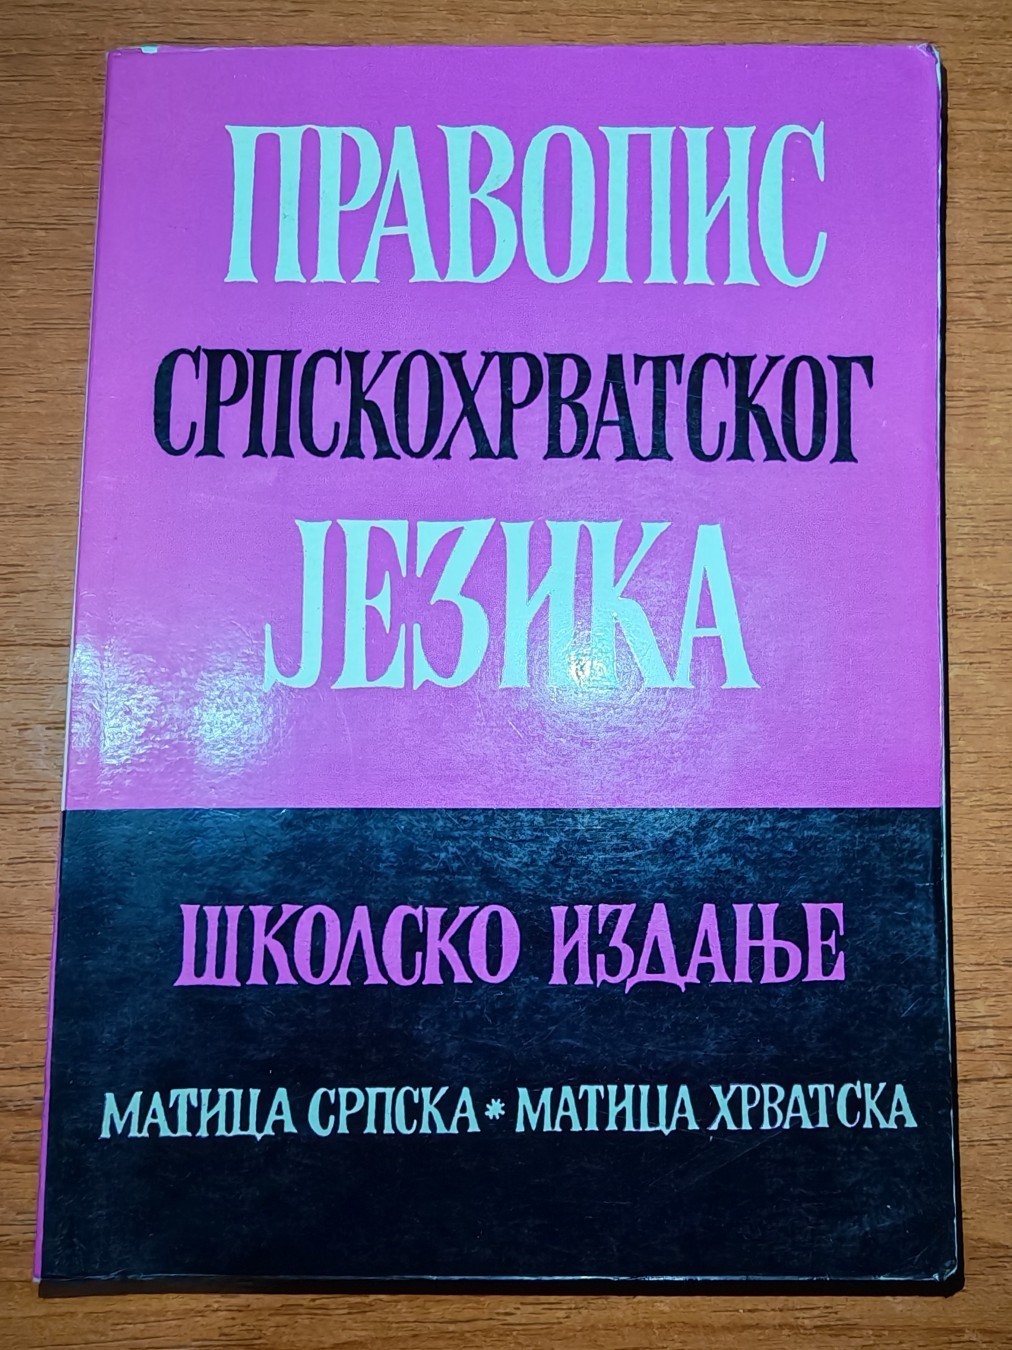 ПРАВОПИС
СРПСКОХРВАТСКОГ
ЈЕЗИКА
ШКОЛСКО ИЗДАЊЕ
МАТИЦА СРПСКА * МАТИЦА ХРВАТСКА